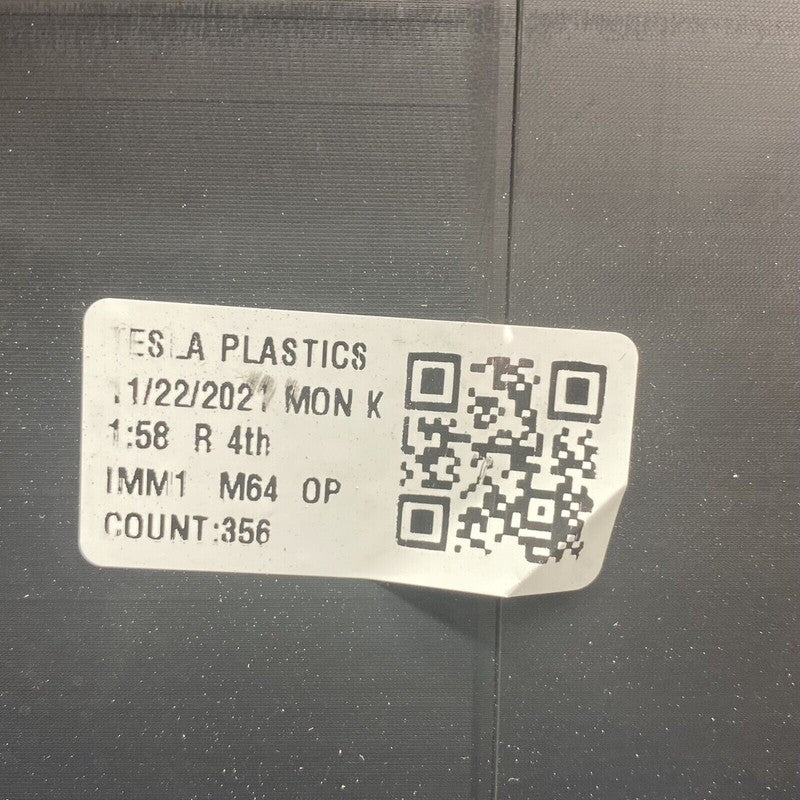 TESLA PLASTICS
11/22/2021 MON K
1:58 R 4th
IMM1 M64 OP
COUNT:356